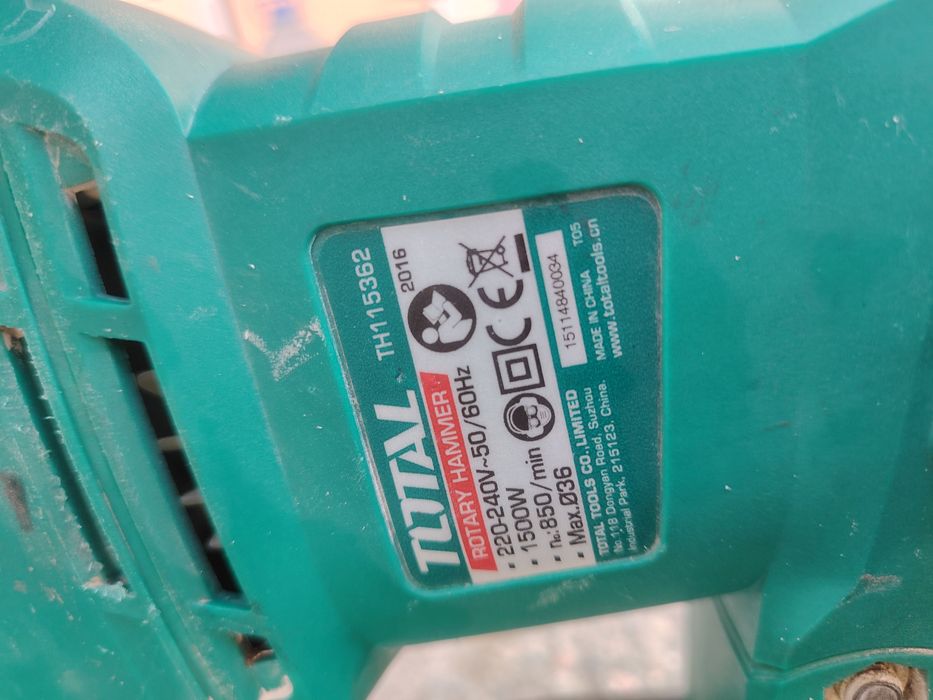 TOTAL TH115362
ROTARY HAMMER 2016
• 220-240V~50/60Hz
• 1500W
• n₀:850/min
• Max.Ø36
CE
15114840034
TOTAL TOOLS CO.,LIMITED MADE IN CHINA T05
No.118 Dongyan Road, Suzhou www.totaltools.cn
Industrial Park, 215123, China.